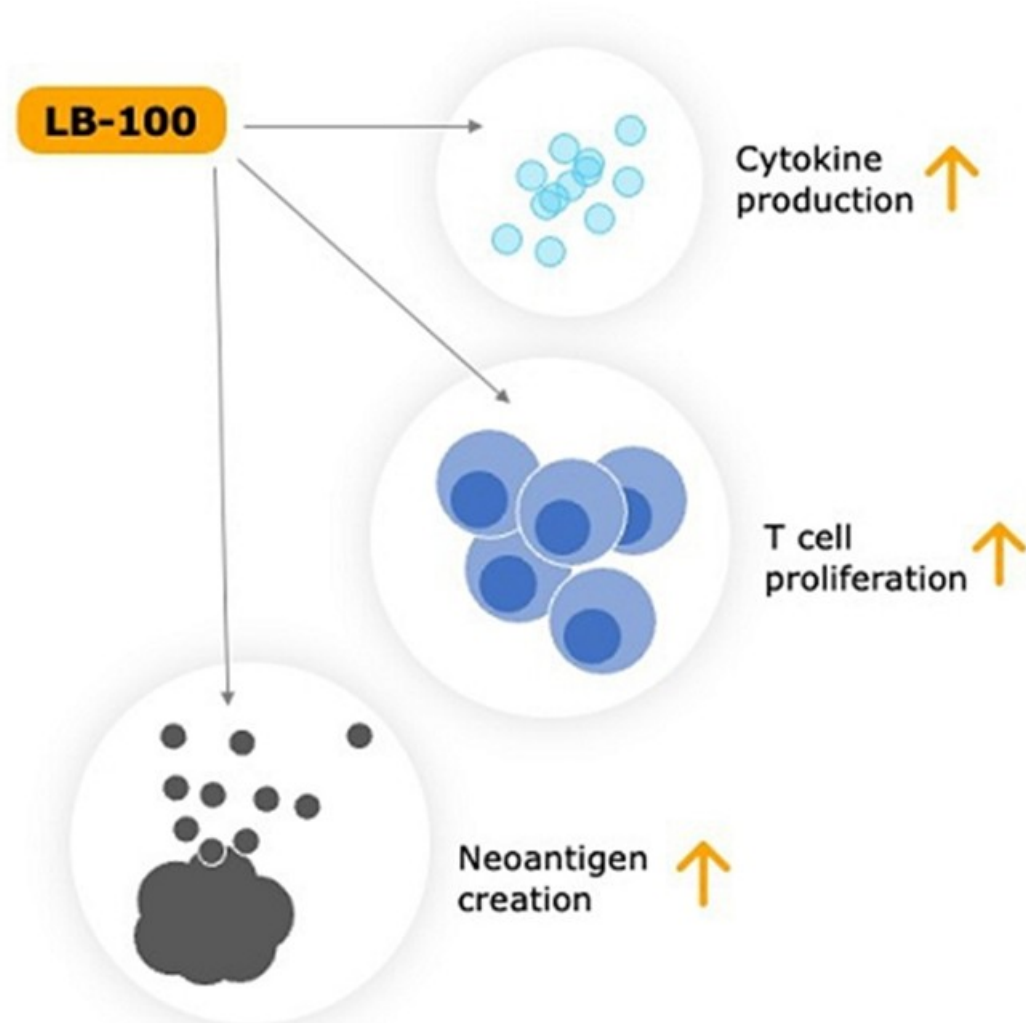 LB-100
Cytokine
production
T cell
proliferation
Neoantigen
creation